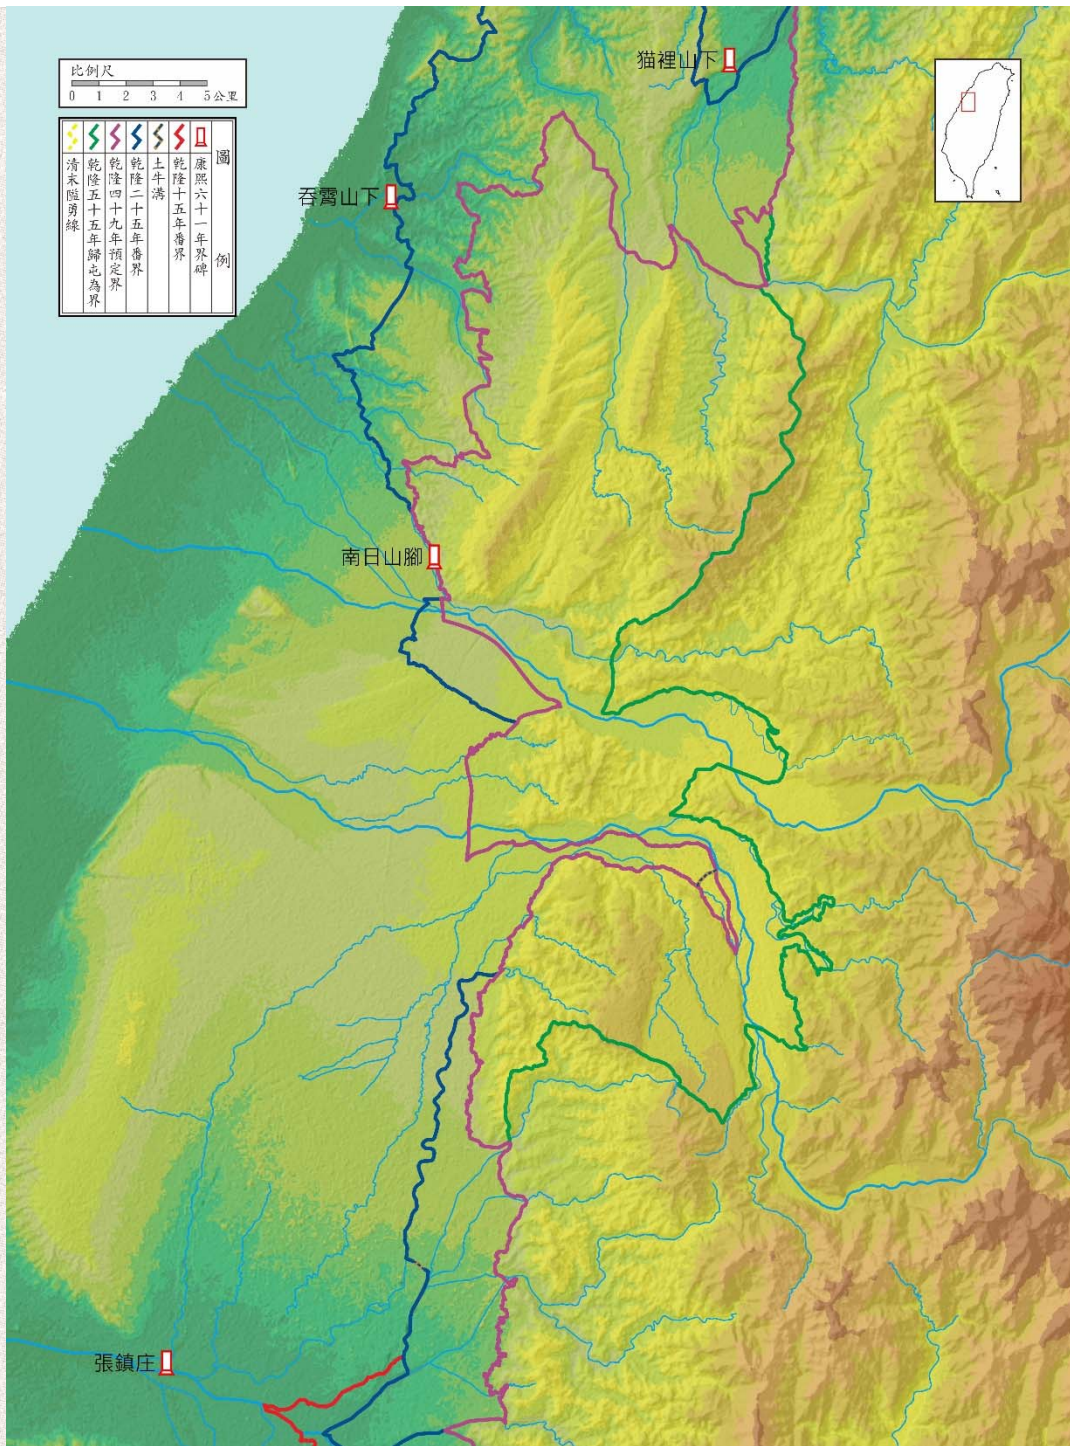 比例尺
0 1 2 3 4 5公里
圖例
康熙六十一年界碑
乾隆十五年番界
土牛溝
乾隆二十五年番界
乾隆四十九年預定界
乾隆五十五年歸屯為界
清末隘勇線
猫裡山下
吞霄山下
南日山腳
張鎮庄